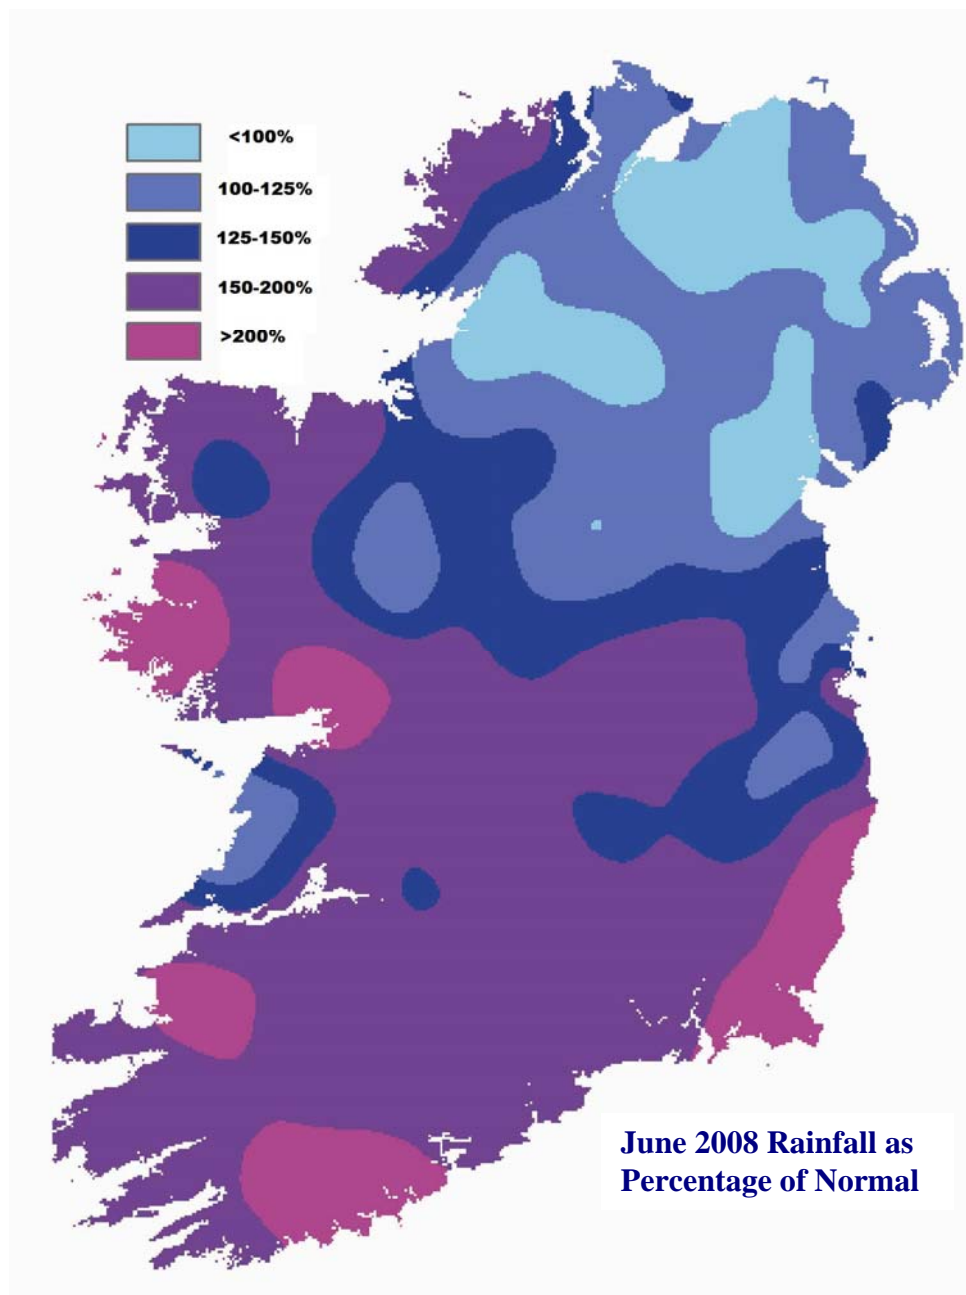 <100%
100-125%
125-150%
150-200%
>200%
June 2008 Rainfall as
Percentage of Normal